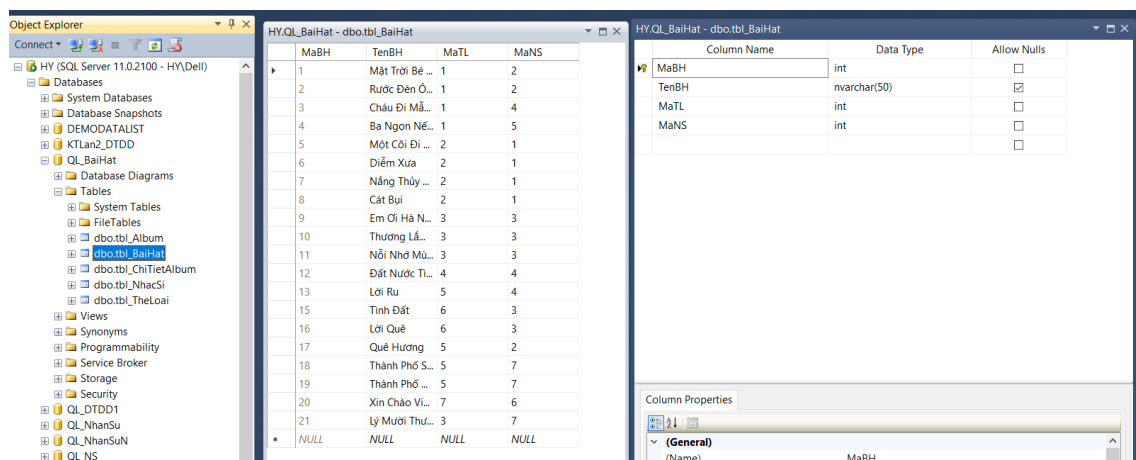 Object Explorer
Connect
HY (SQL Server 11.0.2100 - HY\Dell)
Databases
System Databases
Database Snapshots
DEMODATALIST
KTLan2_DTDD
QL_BaiHat
Database Diagrams
Tables
System Tables
FileTables
dbo.tbl_Album
dbo.tbl_BaiHat
dbo.tbl_ChiTietAlbum
dbo.tbl_NhacSi
dbo.tbl_TheLoai
Views
Synonyms
Programmability
Service Broker
Storage
Security
QL_DTDD1
QL_NhanSu
QL_NhanSuN
QL_NS
HY.QL_BaiHat - dbo.tbl_BaiHat
MaBH TenBH MaTL MaNS
1 Mặt Trời Bé ... 1 2
2 Rước Đèn Ô... 1 2
3 Cháu Đi Mẫ... 1 4
4 Ba Ngọn Nế... 1 5
5 Một Cõi Đi ... 2 1
6 Diễm Xưa 2 1
7 Nắng Thủy ... 2 1
8 Cát Bụi 2 1
9 Em Ơi Hà N... 3 3
10 Thương Lắ... 3 3
11 Nỗi Nhớ Mù... 3 3
12 Đất Nước Tì... 4 4
13 Lời Ru 5 4
15 Tình Đất 6 3
16 Lời Quê 6 3
17 Quê Hương 5 2
18 Thành Phố S... 5 7
19 Thành Phố ... 5 7
20 Xin Chào Vi... 7 6
21 Lý Mười Thư... 3 7
NULL NULL NULL NULL
HY.QL_BaiHat - dbo.tbl_BaiHat
Column Name Data Type Allow Nulls
MaBH int
TenBH nvarchar(50)
MaTL int
MaNS int
Column Properties
(General)
(Name) MaBH